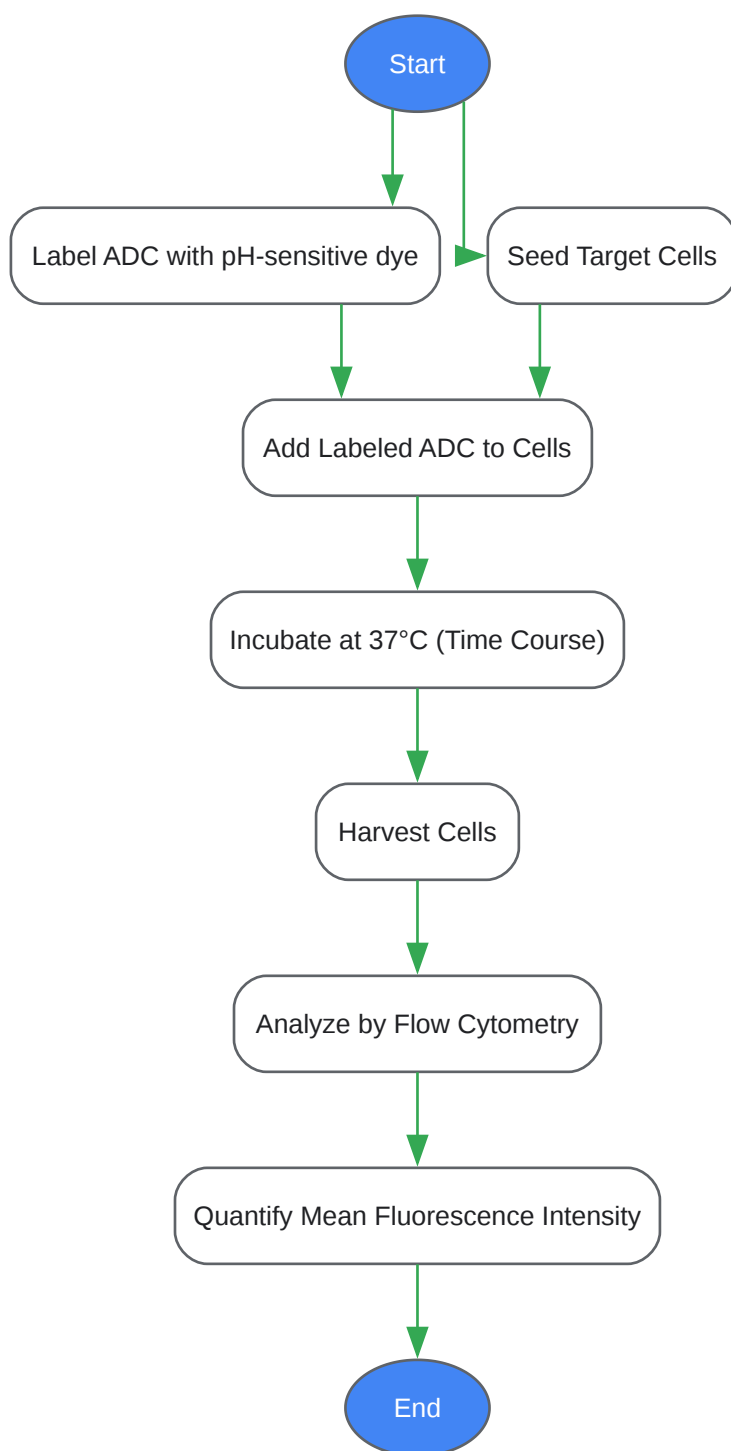 Start
Label ADC with pH-sensitive dye
Seed Target Cells
Add Labeled ADC to Cells
Incubate at 37°C (Time Course)
Harvest Cells
Analyze by Flow Cytometry
Quantify Mean Fluorescence Intensity
End